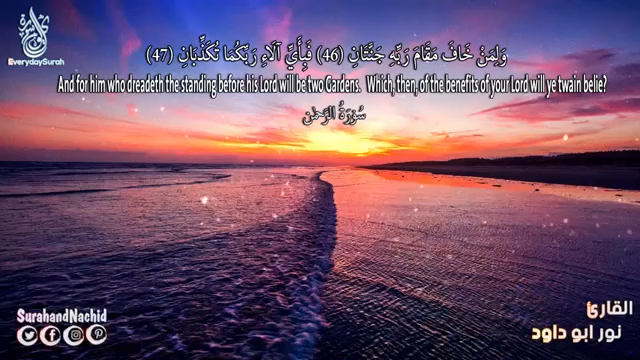 EverydaySurah
وَلِمَنْ خَافَ مَقَامَ رَبِّهِ جَنَّتَانِ (46) فَبِأَيِّ آلَاءِ رَبِّكُمَا تُكَذِّبَانِ (47)
And for him who dreadeth the standing before his Lord will be two Gardens. Which, then, of the benefits of your Lord will ye twain belie?
سُورَةُ الرَّحْمَٰن
SurahandNachid
القارئ
نور ابو داود